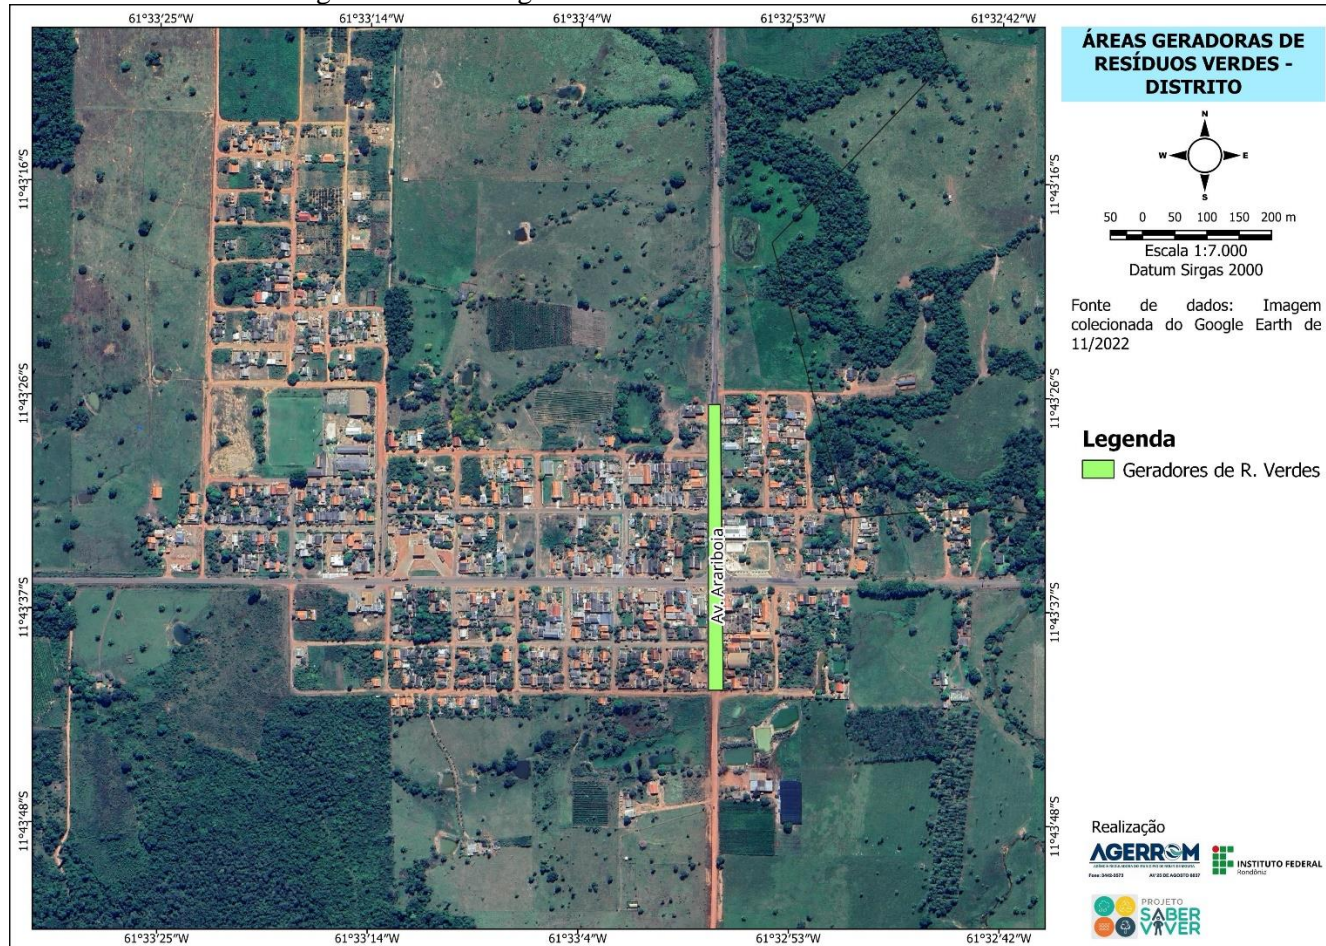 61°33'25"W 61°33'14"W 61°33'4"W 61°32'53"W 61°32'42"W
ÁREAS GERADORAS DE
RESÍDUOS VERDES -
DISTRITO
N
W E
S
11°43'16"S 11°43'16"S
50 0 50 100 150 200 m
Escala 1:7.000
Datum Sirgas 2000
Fonte de dados: Imagem
colecionada do Google Earth de
11/2022
11°43'26"S 11°43'26"S
Legenda
Geradores de R. Verdes
Av. Arariboia
11°43'37"S 11°43'37"S
11°43'48"S 11°43'48"S
Realização
AGERROM
INSTITUTO FEDERAL
Rondônia
PROJETO
SABER
VIVER
61°33'25"W 61°33'14"W 61°33'4"W 61°32'53"W 61°32'42"W